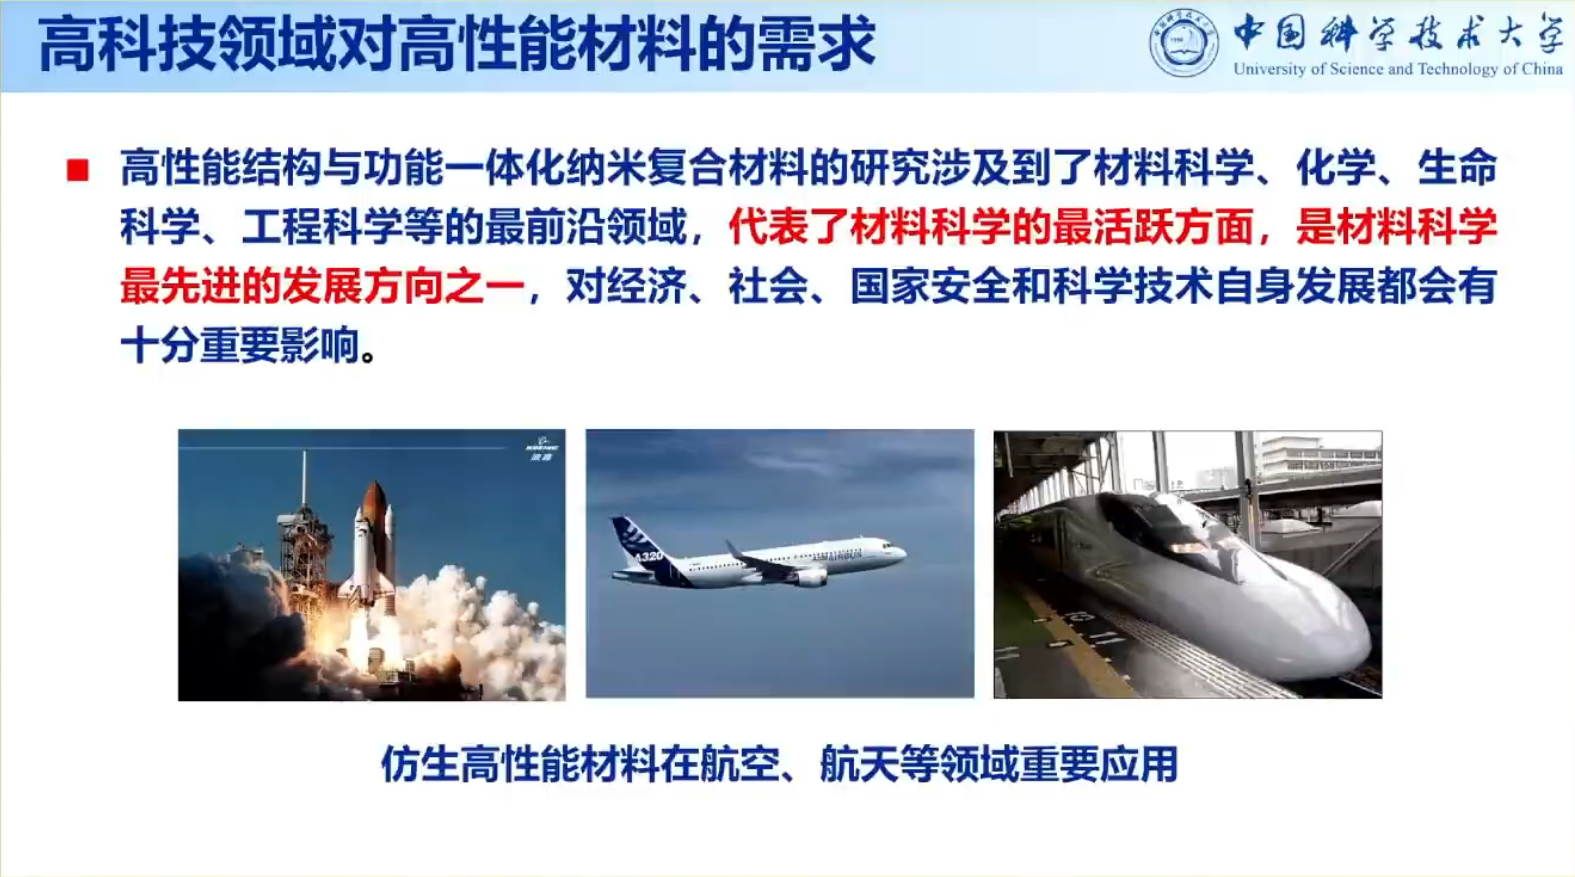 高科技领域对高性能材料的需求
中国科学技术大学
University of Science and Technology of China
高性能结构与功能一体化纳米复合材料的研究涉及到了材料科学、化学、生命
科学、工程科学等的最前沿领域，代表了材料科学的最活跃方面，是材料科学
最先进的发展方向之一，对经济、社会、国家安全和科学技术自身发展都会有
十分重要影响。
BOEING
波音
A320
AIRBUS
仿生高性能材料在航空、航天等领域重要应用